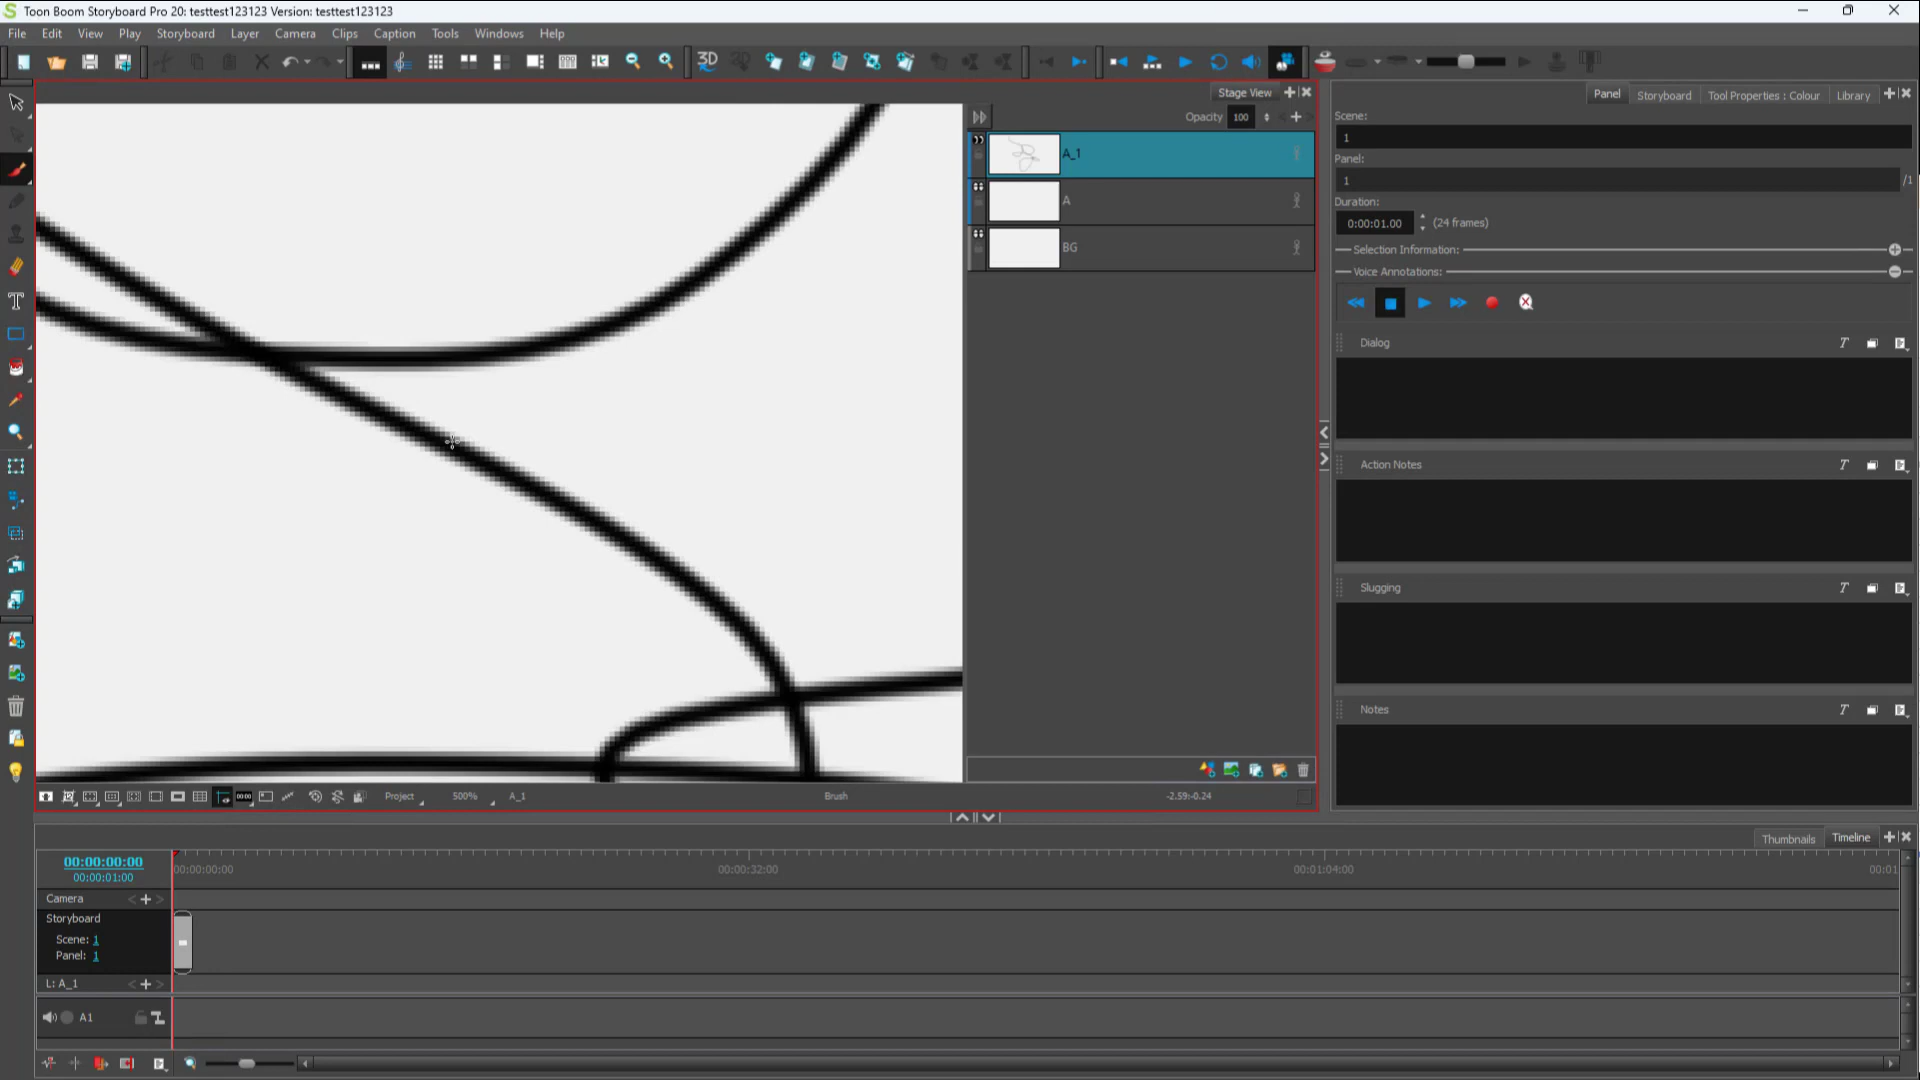 Toon Boom Storyboard Pro 20: testtest123123 Version: testtest123123
File Edit View Play Storyboard Layer Camera Clips Caption Tools Windows Help
3D
Stage View
Opacity 100
A_1
A
BG
Project 500% A_1 Brush -2.59:-0.24
Panel Storyboard Tool Properties : Colour Library
Scene:
1
Panel:
1 /1
Duration:
0:00:01.00 (24 frames)
Selection Information:
Voice Annotations:
Dialog
Action Notes
Slugging
Notes
Thumbnails Timeline
00:00:00:00
00:00:01:00
00:00:00:00 00:00:32:00 00:01:04:00 00:01
Camera
Storyboard
Scene: 1
Panel: 1
L: A_1
A1